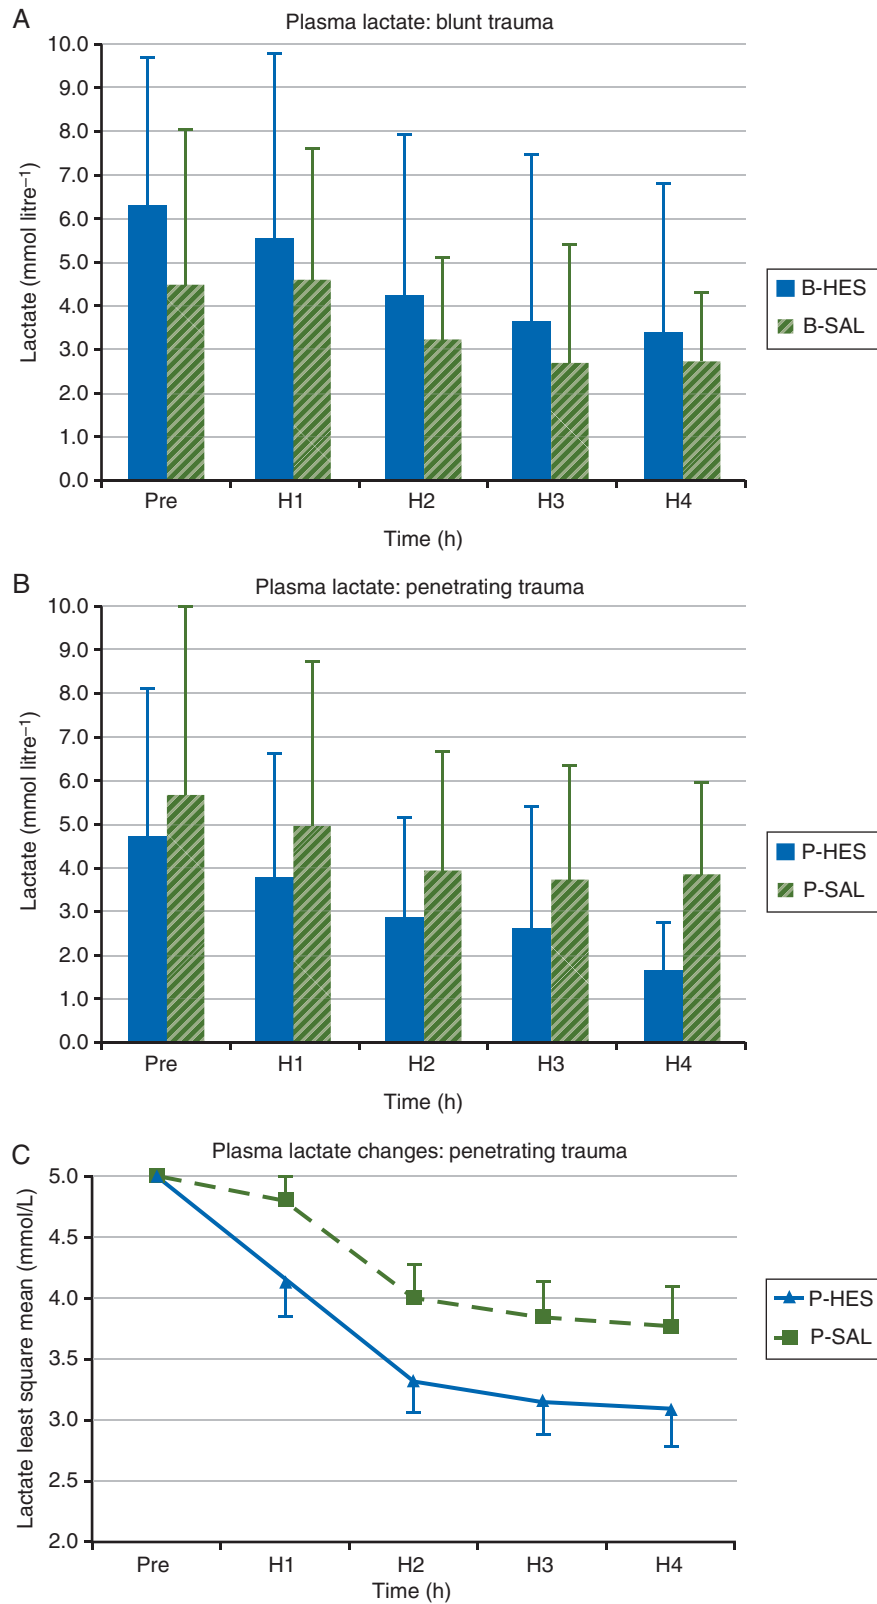 A
Plasma lactate: blunt trauma
Lactate (mmol litre⁻¹)
10.0
9.0
8.0
7.0
6.0
5.0
4.0
3.0
2.0
1.0
0.0
Pre H1 H2 H3 H4
Time (h)
B-HES
B-SAL
B
Plasma lactate: penetrating trauma
Lactate (mmol litre⁻¹)
10.0
9.0
8.0
7.0
6.0
5.0
4.0
3.0
2.0
1.0
0.0
Pre H1 H2 H3 H4
Time (h)
P-HES
P-SAL
C
Plasma lactate changes: penetrating trauma
Lactate least square mean (mmol/L)
5.0
4.5
4.0
3.5
3.0
2.5
2.0
Pre H1 H2 H3 H4
Time (h)
P-HES
P-SAL